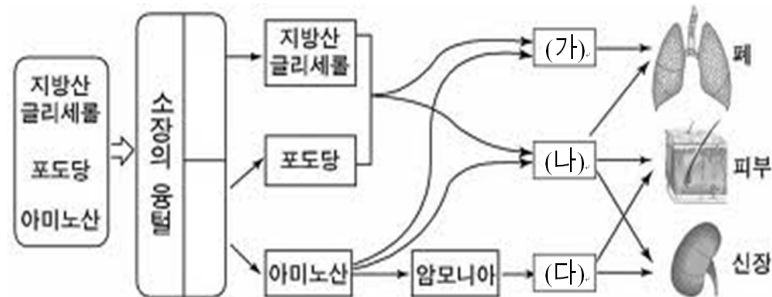 지방산
글리세롤
포도당
아미노산
소장의 융털
지방산
글리세롤
포도당
아미노산
암모니아
(가)
(나)
(다)
폐
피부
신장